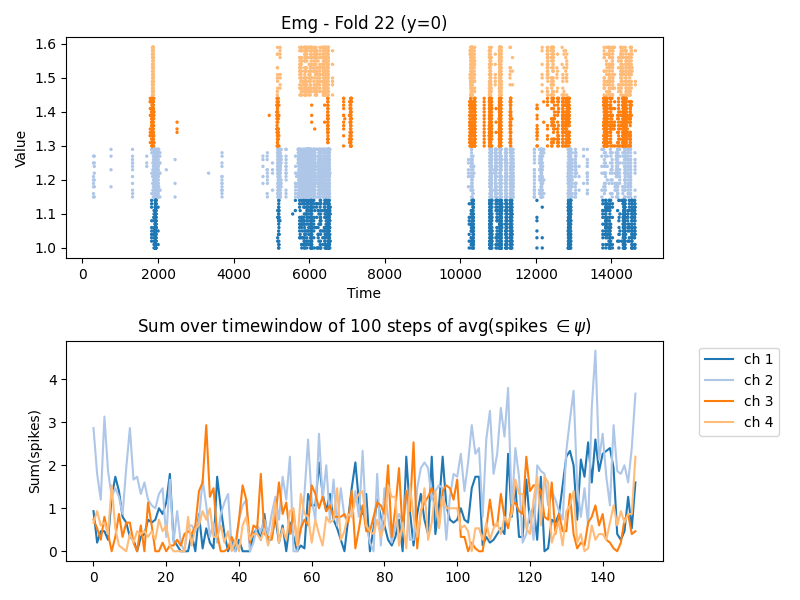 Emg - Fold 22 (y=0)
Value
1.6
1.5
1.4
1.3
1.2
1.1
1.0
0 2000 4000 6000 8000 10000 12000 14000
Time
Sum over timewindow of 100 steps of avg(spikes ∈ ψ)
Sum(spikes)
4
3
2
1
0
0 20 40 60 80 100 120 140
ch 1
ch 2
ch 3
ch 4